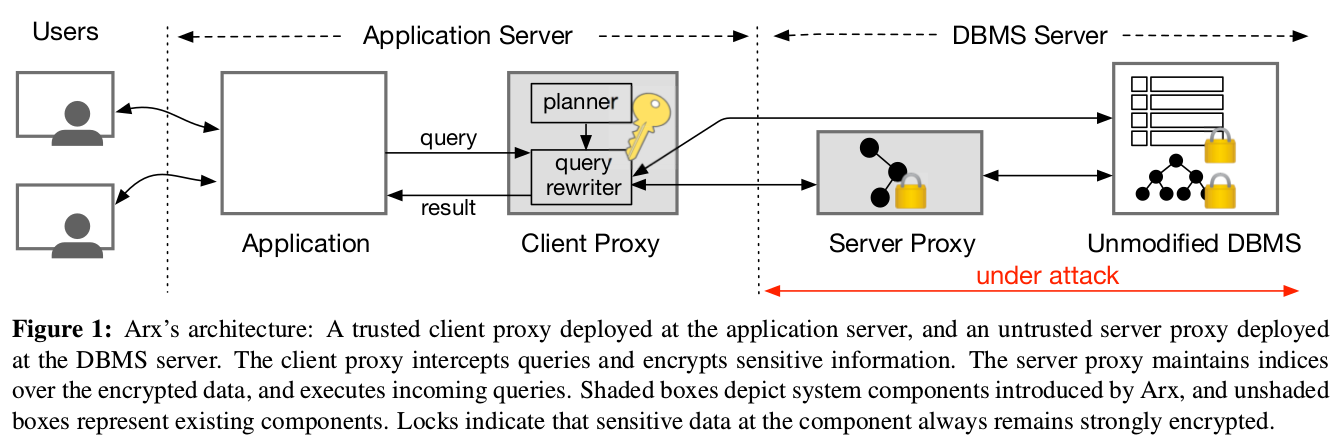 Users
Application Server
DBMS Server
planner
query
query
rewriter
result
Application
Client Proxy
Server Proxy
Unmodified DBMS
under attack
Figure 1: Arx's architecture: A trusted client proxy deployed at the application server, and an untrusted server proxy deployed
at the DBMS server. The client proxy intercepts queries and encrypts sensitive information. The server proxy maintains indices
over the encrypted data, and executes incoming queries. Shaded boxes depict system components introduced by Arx, and unshaded
boxes represent existing components. Locks indicate that sensitive data at the component always remains strongly encrypted.